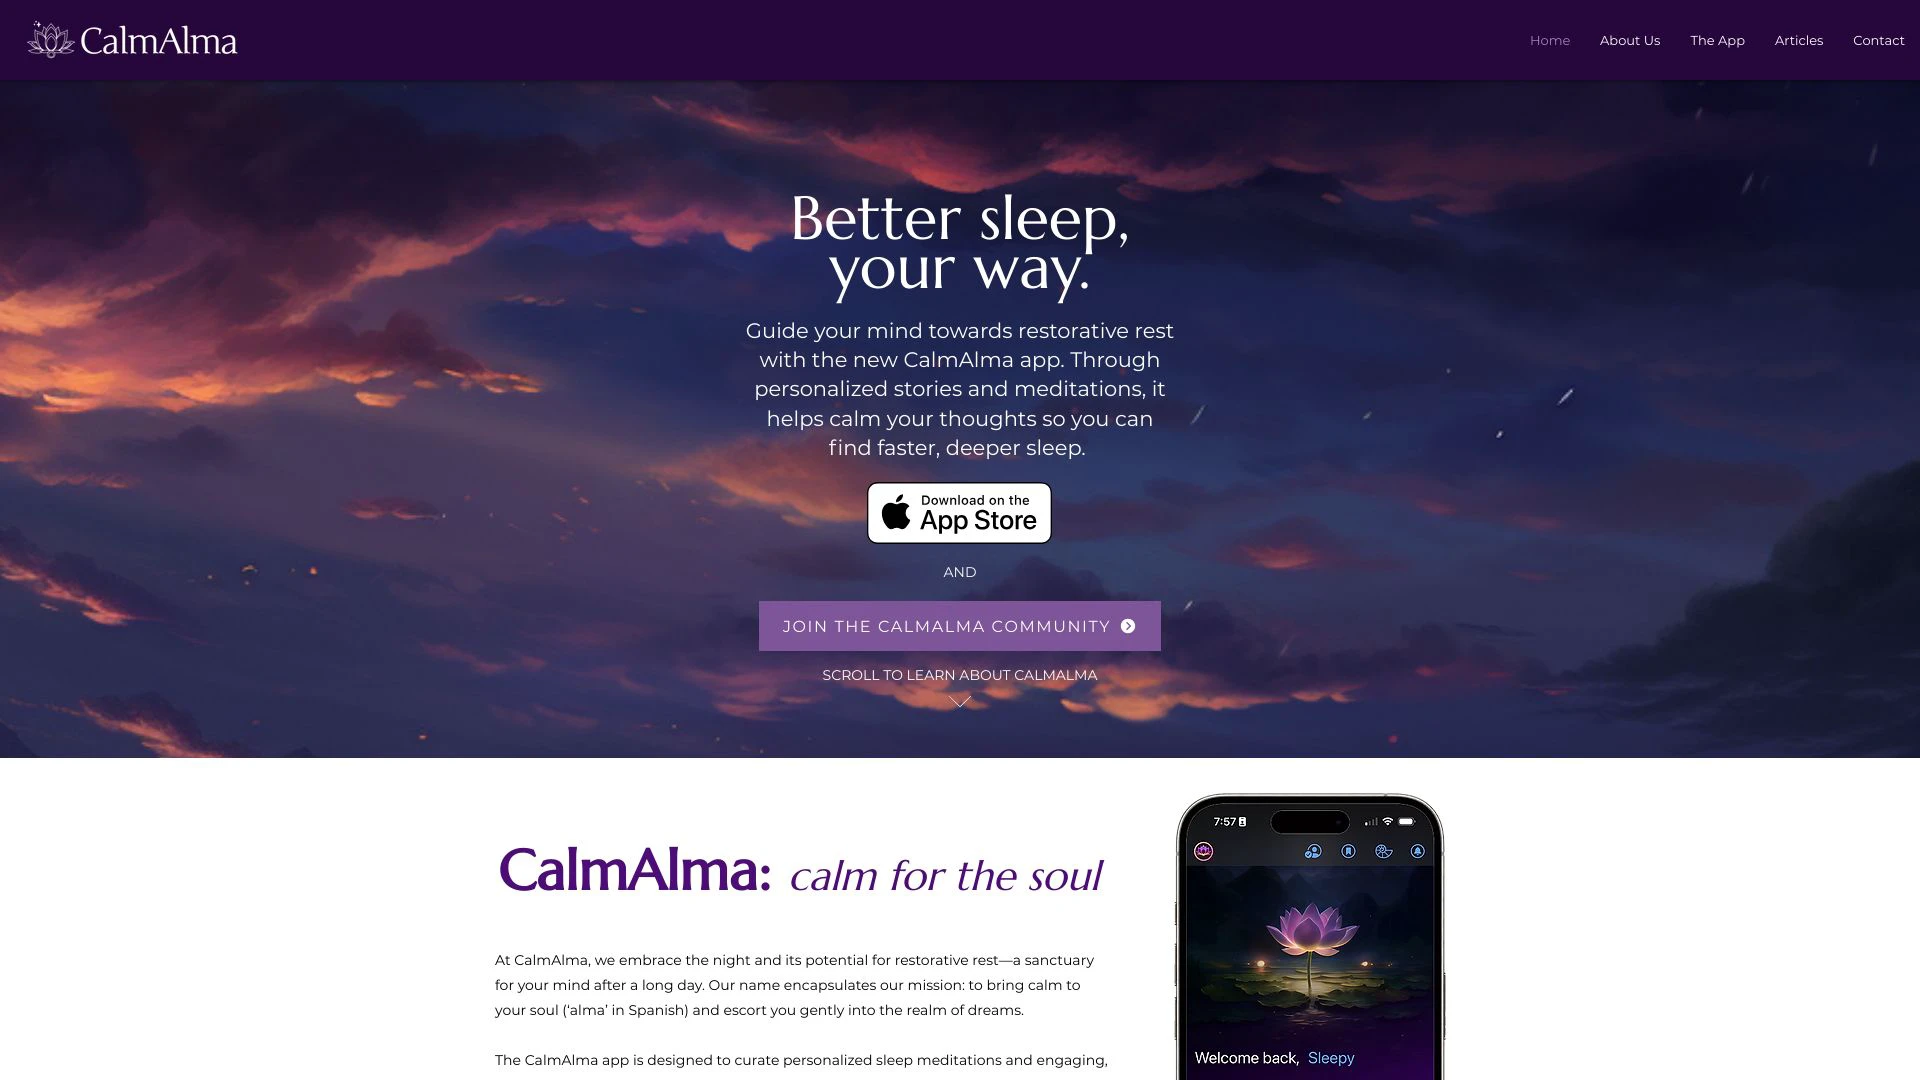 CalmAlma
Home About Us The App Articles Contact
Better sleep,
your way.
Guide your mind towards restorative rest
with the new CalmAlma app. Through
personalized stories and meditations, it
helps calm your thoughts so you can
find faster, deeper sleep.
Download on the
App Store
AND
JOIN THE CALMALMA COMMUNITY
SCROLL TO LEARN ABOUT CALMALMA
CalmAlma: calm for the soul
At CalmAlma, we embrace the night and its potential for restorative rest—a sanctuary
for your mind after a long day. Our name encapsulates our mission: to bring calm to
your soul (‘alma’ in Spanish) and escort you gently into the realm of dreams.
The CalmAlma app is designed to curate personalized sleep meditations and engaging,
7:57
Welcome back, Sleepy